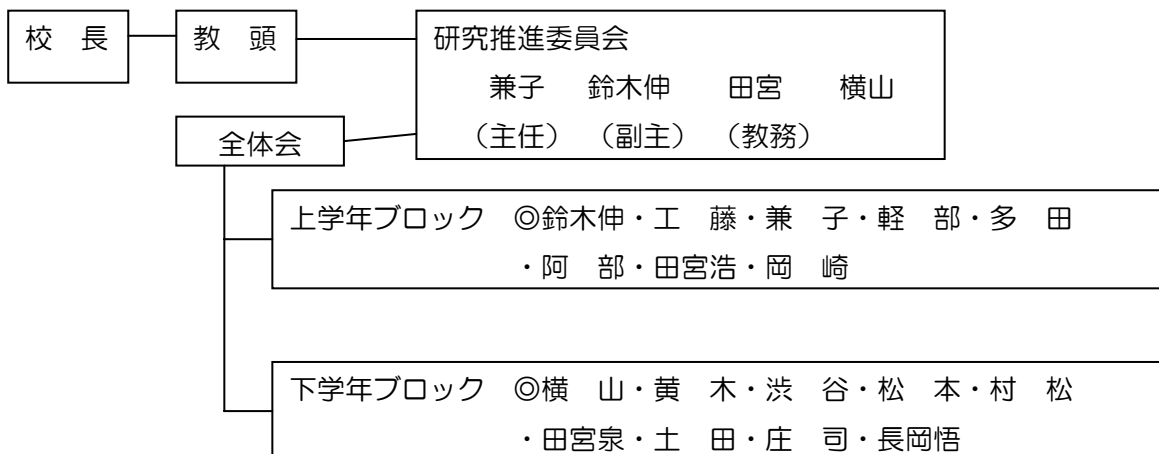 校　長
教　頭
研究推進委員会
兼子　鈴木伸　田宮　横山
（主任）（副主）（教務）
全体会
上学年ブロック　◎鈴木伸・工　藤・兼　子・軽　部・多　田
・阿　部・田宮浩・岡　崎
下学年ブロック　◎横　山・黄　木・渋　谷・松　本・村　松
・田宮泉・土　田・庄　司・長岡悟